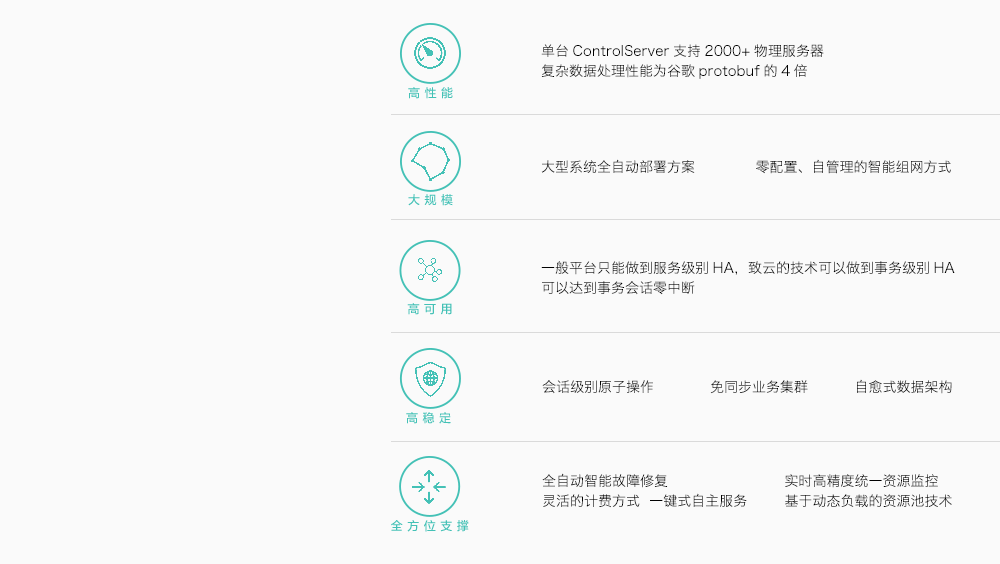 单台 ControlServer 支持 2000+ 物理服务器
复杂数据处理性能为谷歌 protobuf 的 4 倍
高性能
大型系统全自动部署方案 零配置、自管理的智能组网方式
大规模
一般平台只能做到服务级别 HA，致云的技术可以做到事务级别 HA
可以达到事务会话零中断
高可用
会话级别原子操作 免同步业务集群 自愈式数据架构
高稳定
全自动智能故障修复 实时高精度统一资源监控
灵活的计费方式 一键式自主服务 基于动态负载的资源池技术
全方位支撑